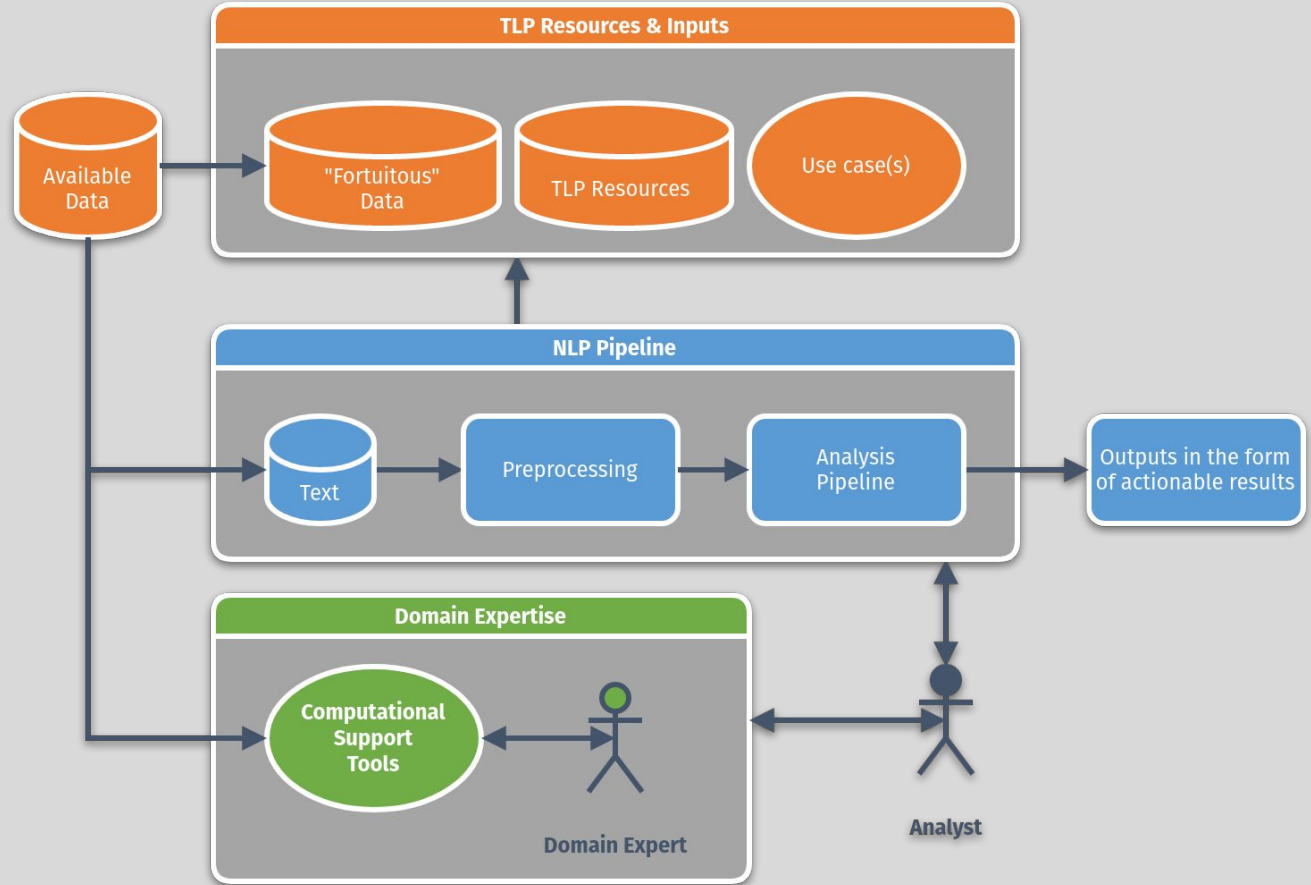 TLP Resources & Inputs
Available
Data
"Fortuitous"
Data
TLP Resources
Use case(s)
NLP Pipeline
Text
Preprocessing
Analysis
Pipeline
Outputs in the form
of actionable results
Domain Expertise
Computational
Support
Tools
Domain Expert
Analyst